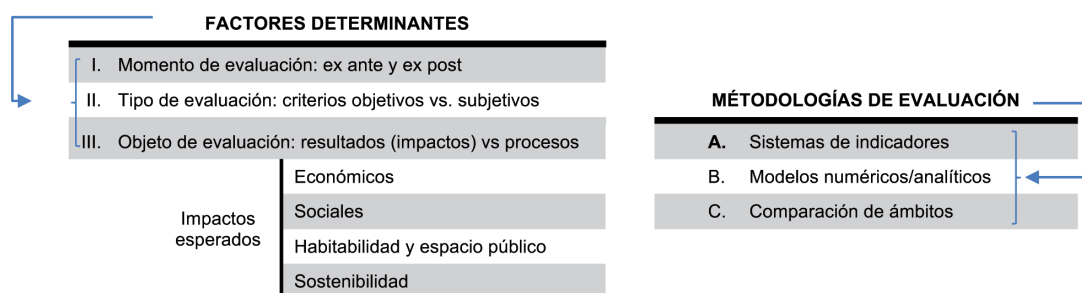 FACTORES DETERMINANTES
I. Momento de evaluación: ex ante y ex post
II. Tipo de evaluación: criterios objetivos vs. subjetivos
III. Objeto de evaluación: resultados (impactos) vs procesos
Impactos
esperados
Económicos
Sociales
Habitabilidad y espacio público
Sostenibilidad
MÉTODOLOGÍAS DE EVALUACIÓN
A. Sistemas de indicadores
B. Modelos numéricos/analíticos
C. Comparación de ámbitos